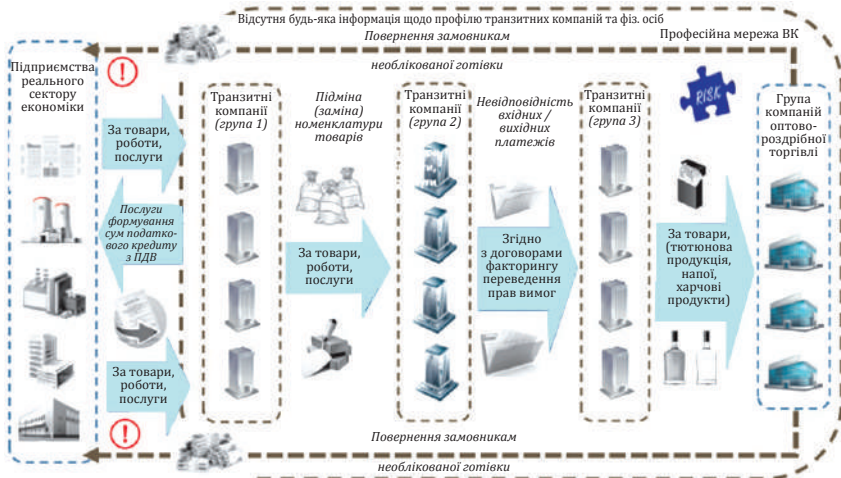 Відсутня будь-яка інформація щодо профілю транзитних компаній та фіз. осіб
Повернення замовникам
Професійна мережа ВК
необлікованої готівки
Підприємства
реального
сектору
економіки
За товари,
роботи,
послуги
Послуги
формування
сум податко-
вого кредиту
з ПДВ
За товари,
роботи,
послуги
Транзитні
компанії
(група 1)
Підміна
(заміна)
номенклатури
товарів
За товари,
роботи,
послуги
Транзитні
компанії
(група 2)
Невідповідність
вхідних /
вихідних
платежів
Згідно
з договорами
факторингу
переведення
прав вимог
Транзитні
компанії
(група 3)
RISK
За товари,
(тютюнова
продукція,
напої,
харчові
продукти)
Група
компаній
оптово-
роздрібної
торгівлі
Повернення замовникам
необлікованої готівки